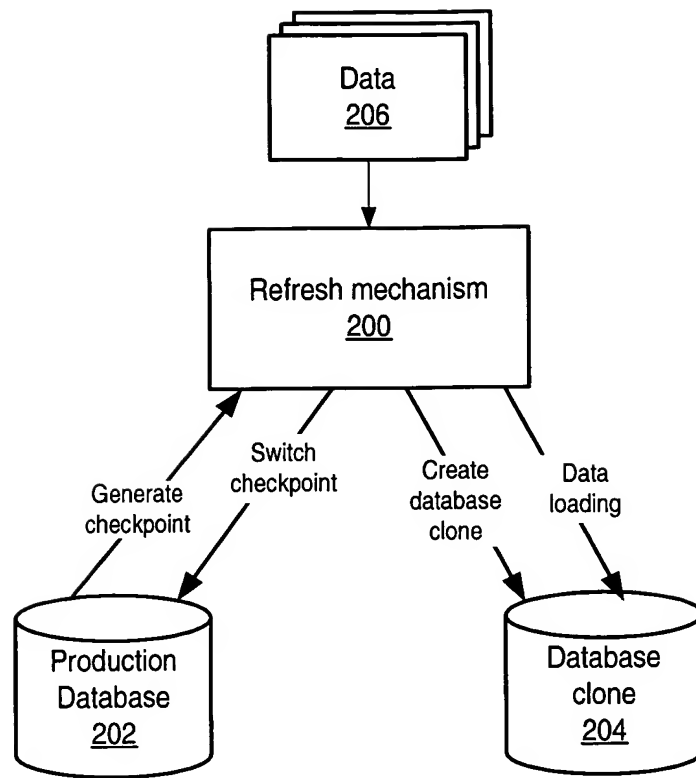 Data
206
Refresh mechanism
200
Generate
checkpoint
Switch
checkpoint
Create
database
clone
Data
loading
Production
Database
202
Database
clone
204